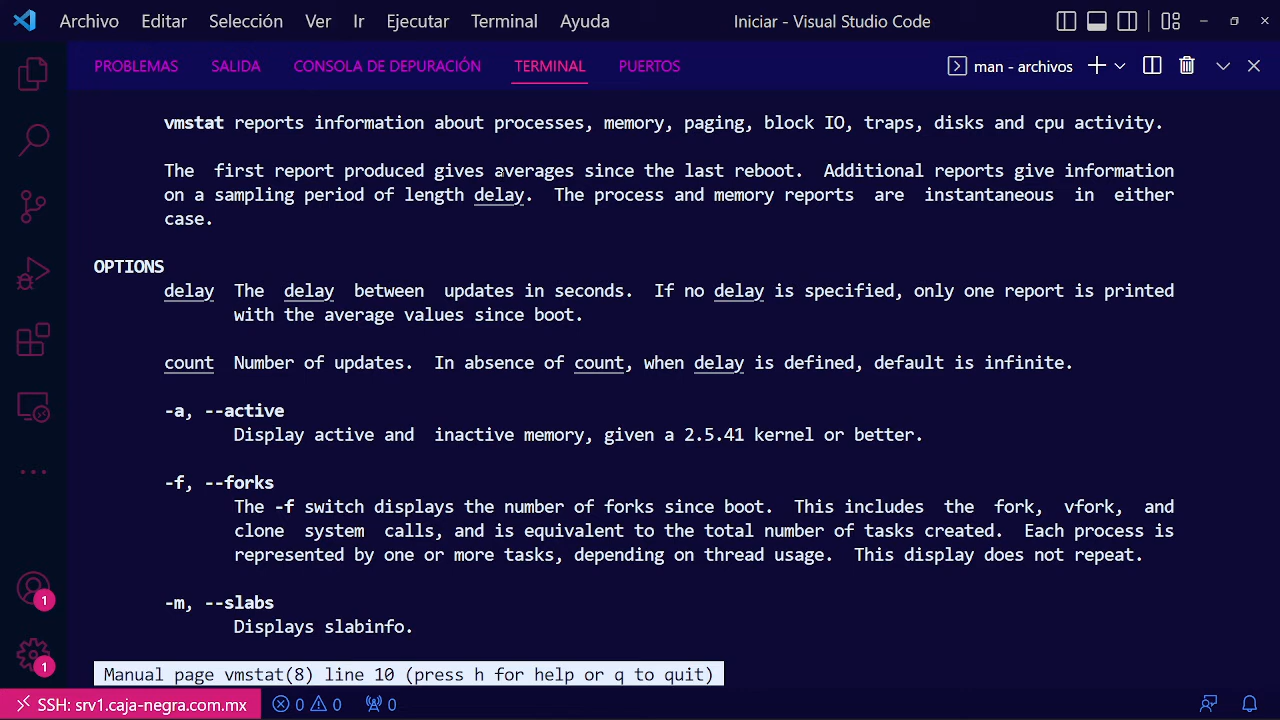 Archivo Editar Selección Ver Ir Ejecutar Terminal Ayuda Iniciar - Visual Studio Code
PROBLEMAS SALIDA CONSOLA DE DEPURACIÓN TERMINAL PUERTOS man - archivos
vmstat reports information about processes, memory, paging, block IO, traps, disks and cpu activity.
The first report produced gives averages since the last reboot. Additional reports give information
on a sampling period of length delay. The process and memory reports are instantaneous in either
case.
OPTIONS
delay The delay between updates in seconds. If no delay is specified, only one report is printed
with the average values since boot.
count Number of updates. In absence of count, when delay is defined, default is infinite.
-a, --active
Display active and inactive memory, given a 2.5.41 kernel or better.
-f, --forks
The -f switch displays the number of forks since boot. This includes the fork, vfork, and
clone system calls, and is equivalent to the total number of tasks created. Each process is
represented by one or more tasks, depending on thread usage. This display does not repeat.
-m, --slabs
Displays slabinfo.
1
1
Manual page vmstat(8) line 10 (press h for help or q to quit)
SSH: srv1.caja-negra.com.mx 0 0 0